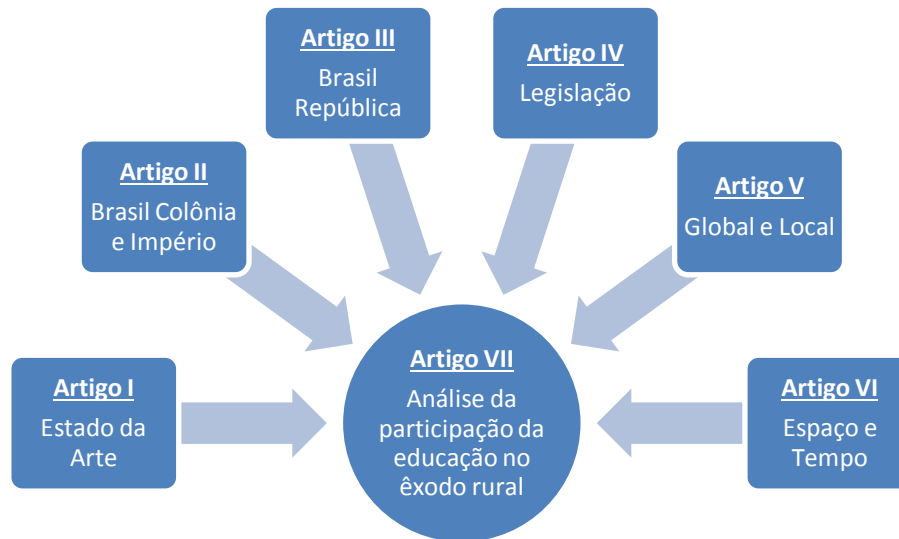 Artigo I
Estado da
Arte
Artigo II
Brasil Colônia
e Império
Artigo III
Brasil
República
Artigo IV
Legislação
Artigo V
Global e Local
Artigo VI
Espaço e
Tempo
Artigo VII
Análise da
participação da
educação no
êxodo rural